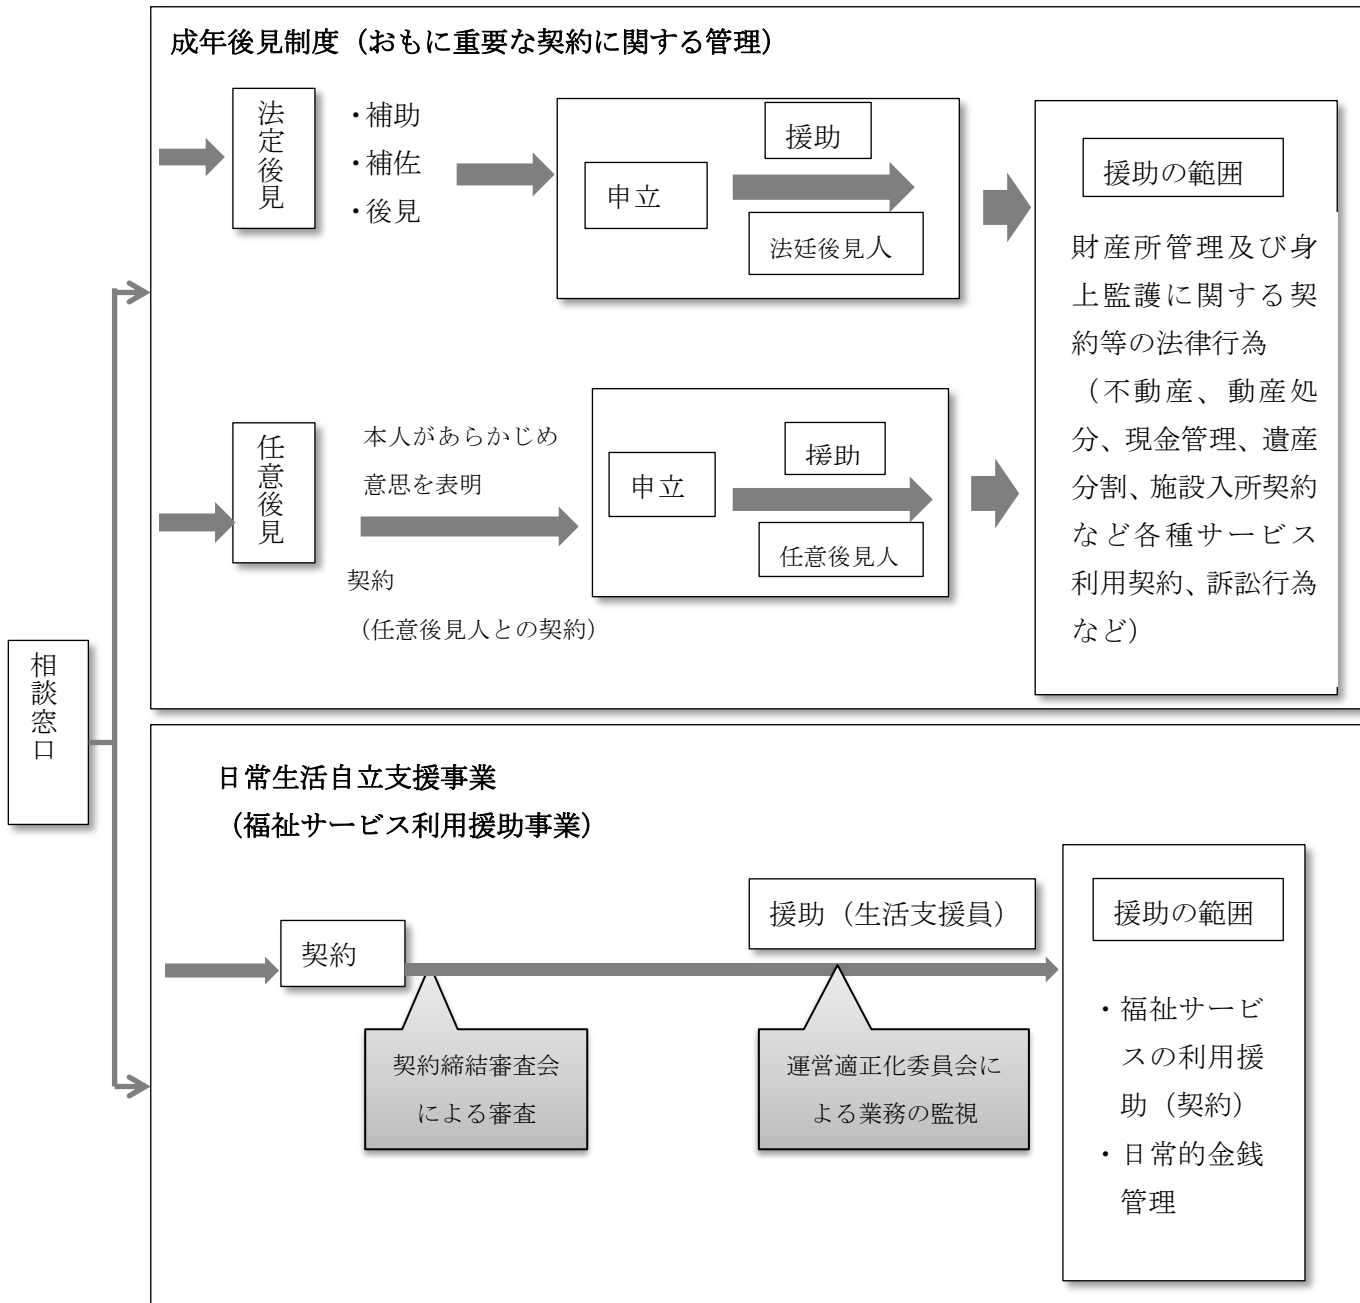 成年後見制度（おもに重要な契約に関する管理）
法定後見
・補助
・補佐
・後見
申立
援助
法廷後見人
援助の範囲
財産所管理及び身
上監護に関する契
約等の法律行為
（不動産、動産処
分、現金管理、遺産
分割、施設入所契約
など各種サービス
利用契約、訴訟行為
など）
任意後見
本人があらかじめ
意思を表明
契約
（任意後見人との契約）
申立
援助
任意後見人
相談窓口
日常生活自立支援事業
（福祉サービス利用援助事業）
契約
援助（生活支援員）
契約締結審査会
による審査
運営適正化委員会に
よる業務の監視
援助の範囲
・福祉サービ
スの利用援
助（契約）
・日常的金銭
管理